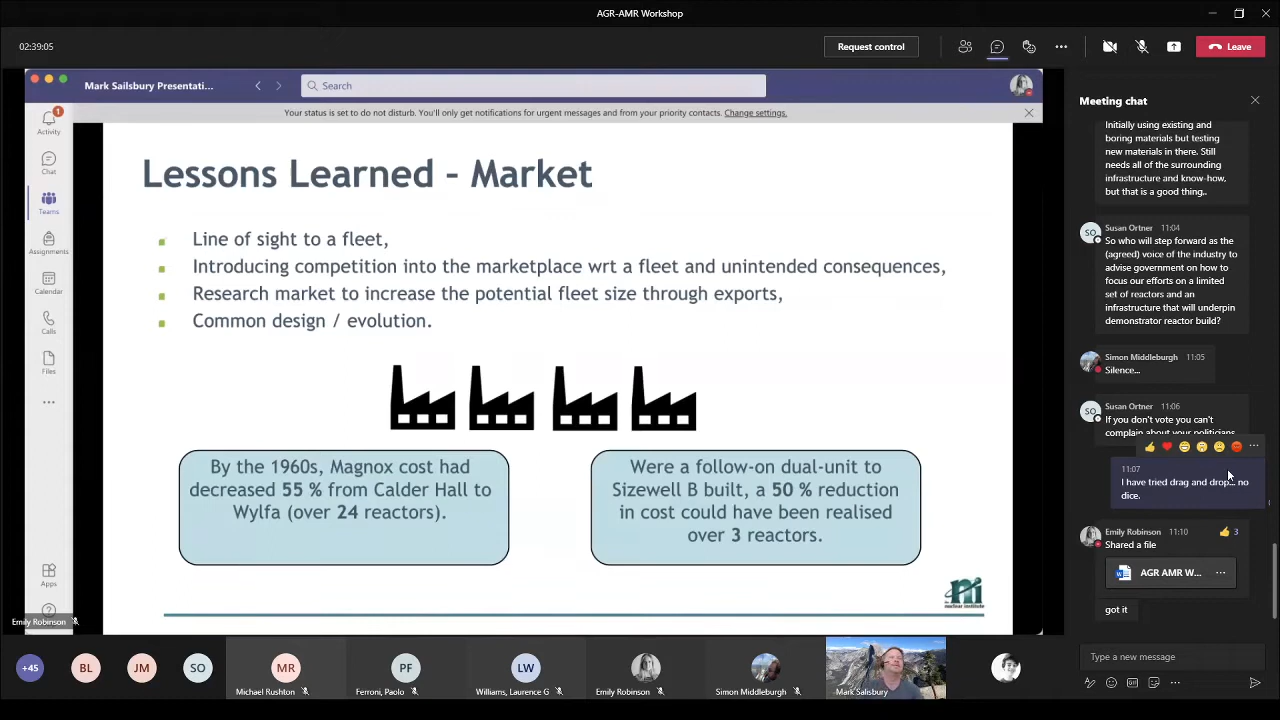 AGR-AMR Workshop
02:39:05
Request control
Leave
Mark Sailsbury Presentati...
Search
Your status is set to do not disturb. You'll only get notifications for urgent messages and from your priority contacts. Change settings.
1
Activity
Chat
Teams
Assignments
Calendar
Calls
Files
Apps
Lessons Learned - Market
Line of sight to a fleet,
Introducing competition into the marketplace wrt a fleet and unintended consequences,
Research market to increase the potential fleet size through exports,
Common design / evolution.
By the 1960s, Magnox cost had
decreased 55 % from Calder Hall to
Wylfa (over 24 reactors).
Were a follow-on dual-unit to
Sizewell B built, a 50 % reduction
in cost could have been realised
over 3 reactors.
ni
nuclear institute
Emily Robinson
Meeting chat
Initially using existing and
boring materials but testing
new materials in there. Still
needs all of the surrounding
infrastructure and know-how,
but that is a good thing..
SO
Susan Ortner 11:04
So who will step forward as the
(agreed) voice of the industry to
advise government on how to
focus our efforts on a limited
set of reactors and an
infrastructure that will underpin
demonstrator reactor build?
Simon Middleburgh 11:05
Silence...
SO
Susan Ortner 11:06
If you don't vote you can't
complain about your politicians
11:07
I have tried drag and drop... no
dice.
Emily Robinson 11:10
3
Shared a file
AGR AMR W...
got it
Type a new message
GIF
+45
BL
JM
SO
MR
Michael Rushton
PF
Ferroni, Paolo
LW
Williams, Laurence G
Emily Robinson
Simon Middleburgh
Mark Salisbury